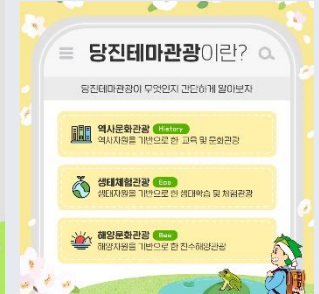 당진테마관광이란?
당진테마관광이 무엇인지 간단하게 알아보자
역사문화관광 History
역사자원을 기반으로한 교육 및 문화관광
생태체험관광 Eco
생태자원을 기반으로한 생태학습 및 체험관광
해양문화관광 Sea
해양자원을 기반으로한 친수해양관광